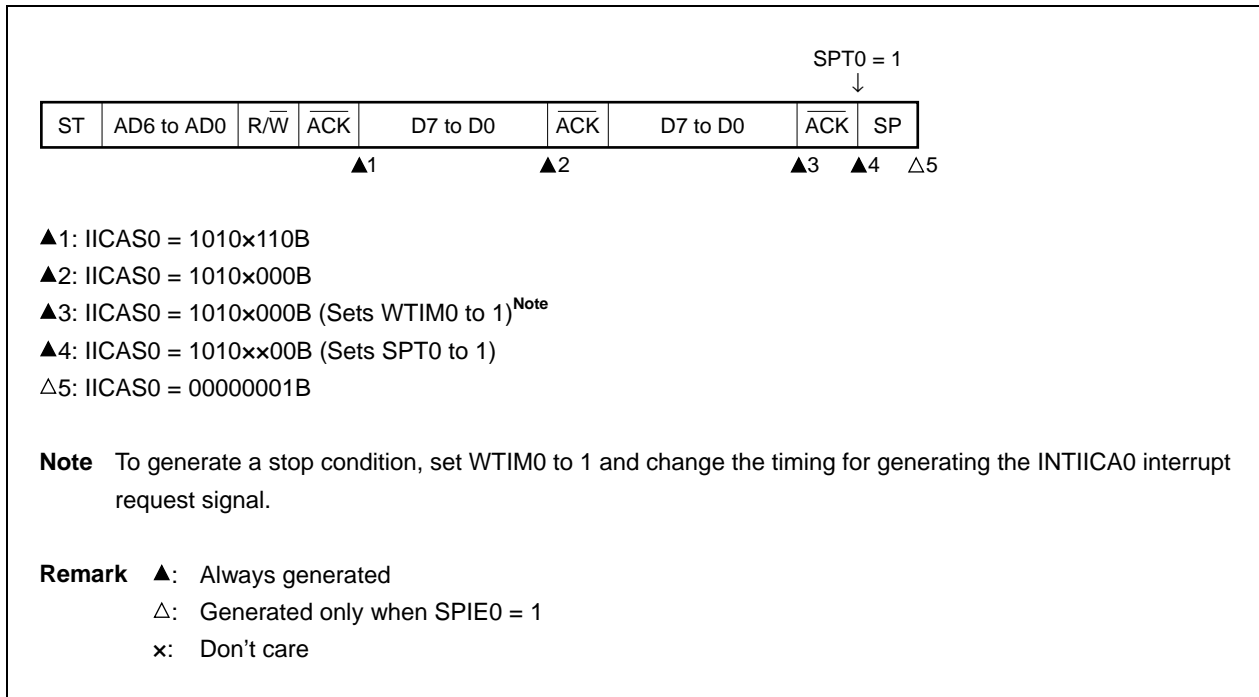 SPT0 = 1
↓
ST AD6 to AD0 R/W̅ A̅C̅K̅ D7 to D0 A̅C̅K̅ D7 to D0 A̅C̅K̅ SP
▲1 ▲2 ▲3 ▲4 △5
▲1: IICAS0 = 1010×110B
▲2: IICAS0 = 1010×000B
▲3: IICAS0 = 1010×000B (Sets WTIM0 to 1)Note
▲4: IICAS0 = 1010××00B (Sets SPT0 to 1)
△5: IICAS0 = 00000001B
Note To generate a stop condition, set WTIM0 to 1 and change the timing for generating the INTIICA0 interrupt
request signal.
Remark ▲: Always generated
△: Generated only when SPIE0 = 1
×: Don't care